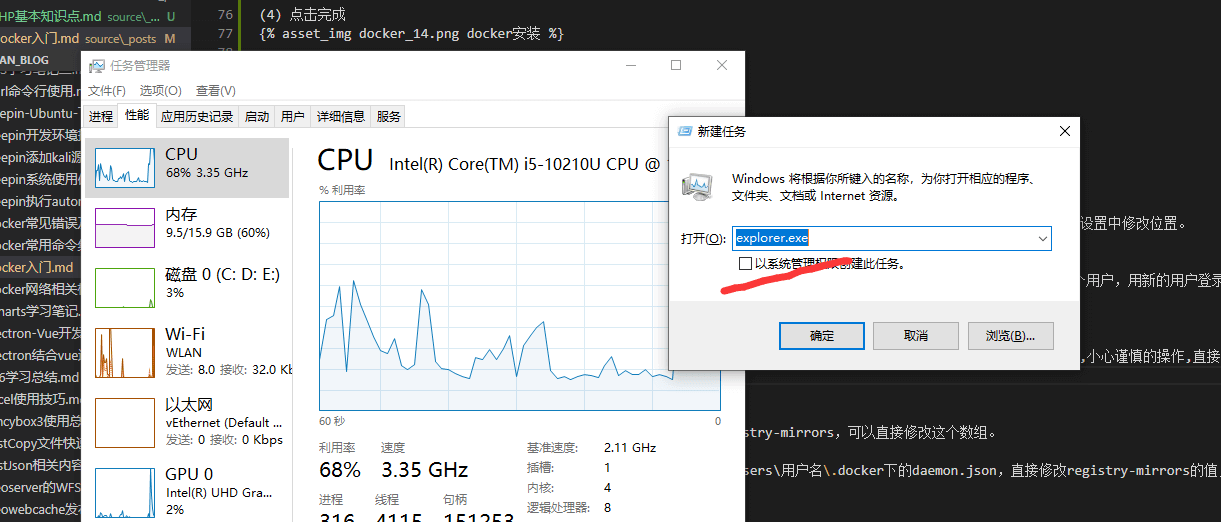 HP基本知识点.md source\_... U
ocker入门.md source\_posts M
AN_BLOG
rl命令行使用.r
eepin-Ubuntu-
eepin开发环境
eepin添加kali源
eepin系统使用
eepin执行autor
ocker常见错误
ocker常用命令
ocker入门.md
ocker网络相关
harts学习笔记.
ectron-Vue开发
ectron结合vue
6学习总结.md
cel使用技巧.md
ncybox3使用总
stCopy文件快
stJson相关内容
oserver的WFS
owebcache发布
76 (4) 点击完成
77 {% asset_img docker_14.png docker安装 %}
任务管理器
文件(F) 选项(O) 查看(V)
进程 性能 应用历史记录 启动 用户 详细信息 服务
CPU
68% 3.35 GHz
内存
9.5/15.9 GB (60%)
磁盘 0 (C: D: E:)
3%
Wi-Fi
WLAN
发送: 8.0 接收: 32.0 Kb
以太网
vEthernet (Default ...
发送: 0 接收: 0 Kbps
GPU 0
Intel(R) UHD Gra...
2%
CPU Intel(R) Core(TM) i5-10210U CPU @
% 利用率
60 秒 0
利用率 速度
68% 3.35 GHz
进程 线程 句柄
316 4115 151253
基准速度: 2.11 GHz
插槽: 1
内核: 4
逻辑处理器: 8
新建任务
Windows 将根据你所键入的名称，为你打开相应的程序、
文件夹、文档或 Internet 资源。
打开(O): explorer.exe
以系统管理权限创建此任务。
确定 取消 浏览(B)...
设置中修改位置。
个用户，用新的用户登录
,小心谨慎的操作,直接
stry-mirrors，可以直接修改这个数组。
sers\用户名\.docker下的daemon.json，直接修改registry-mirrors的值